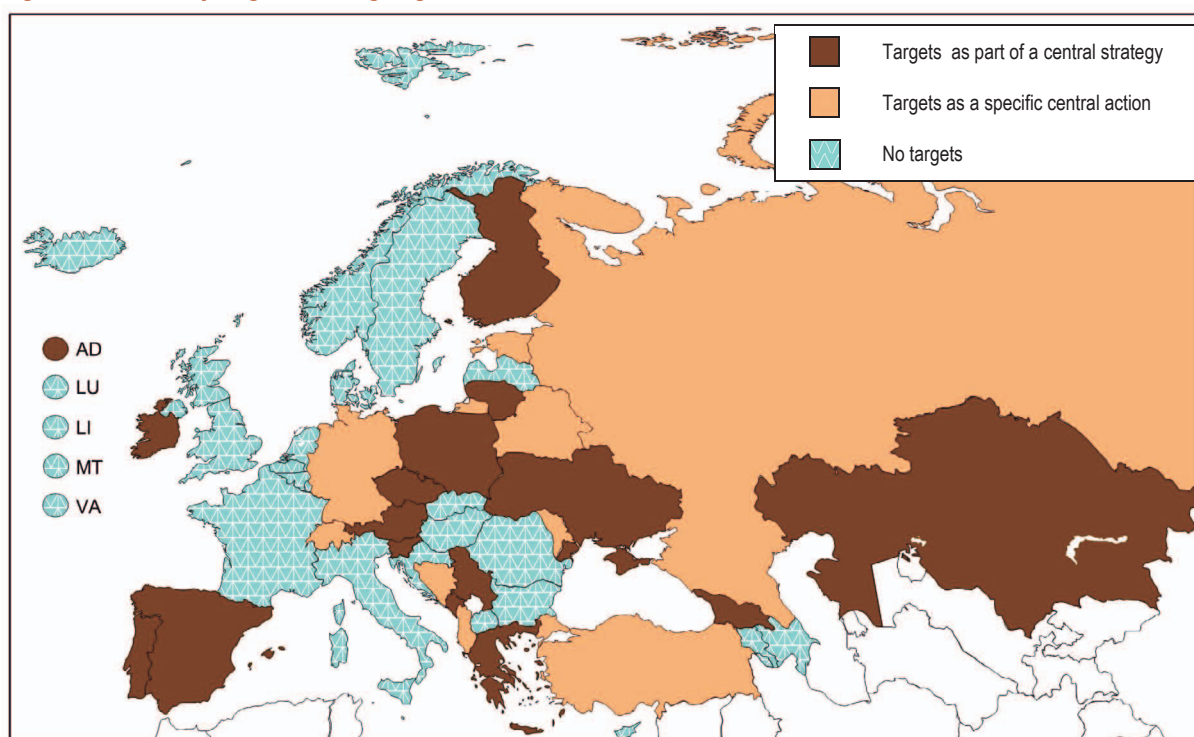 Targets as part of a central strategy
Targets as a specific central action
No targets
AD
LU
LI
MT
VA